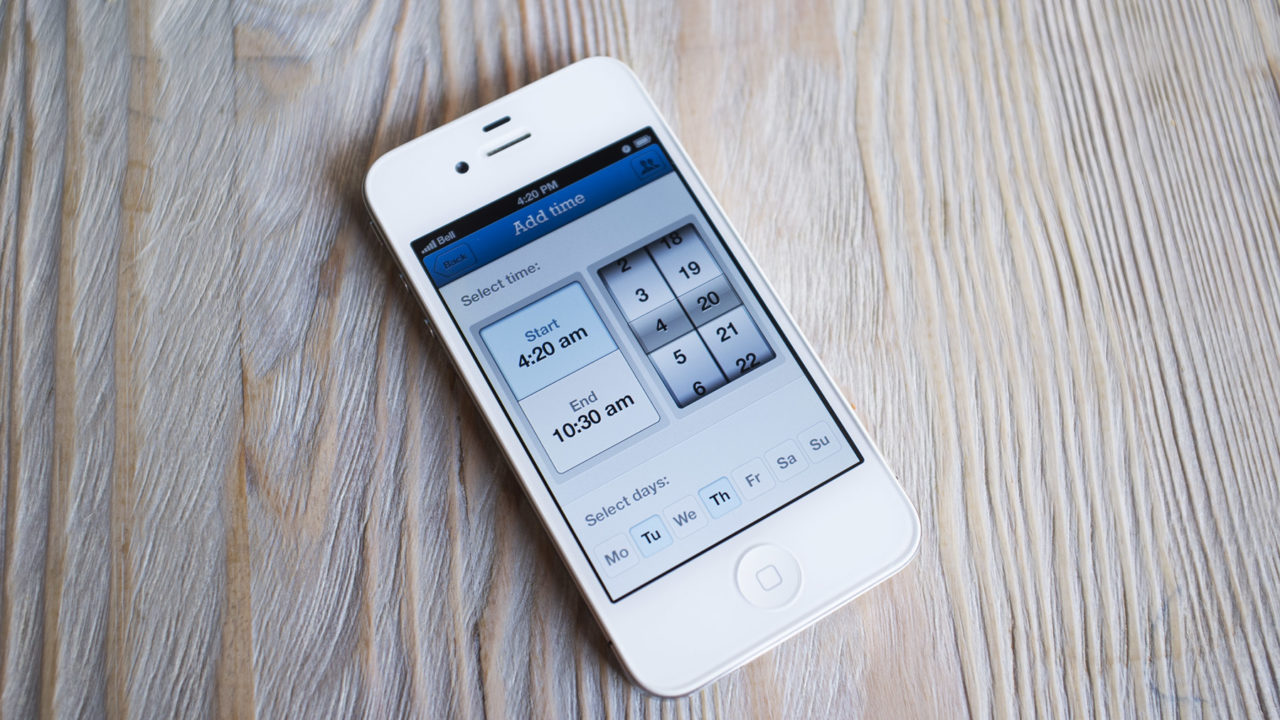 Bell 4:20 PM
Back Add time
Select time:
Start
4:20 am
End
10:30 am
2 18
3 19
4 20
5 21
6 22
Select days:
Mo Tu We Th Fr Sa Su